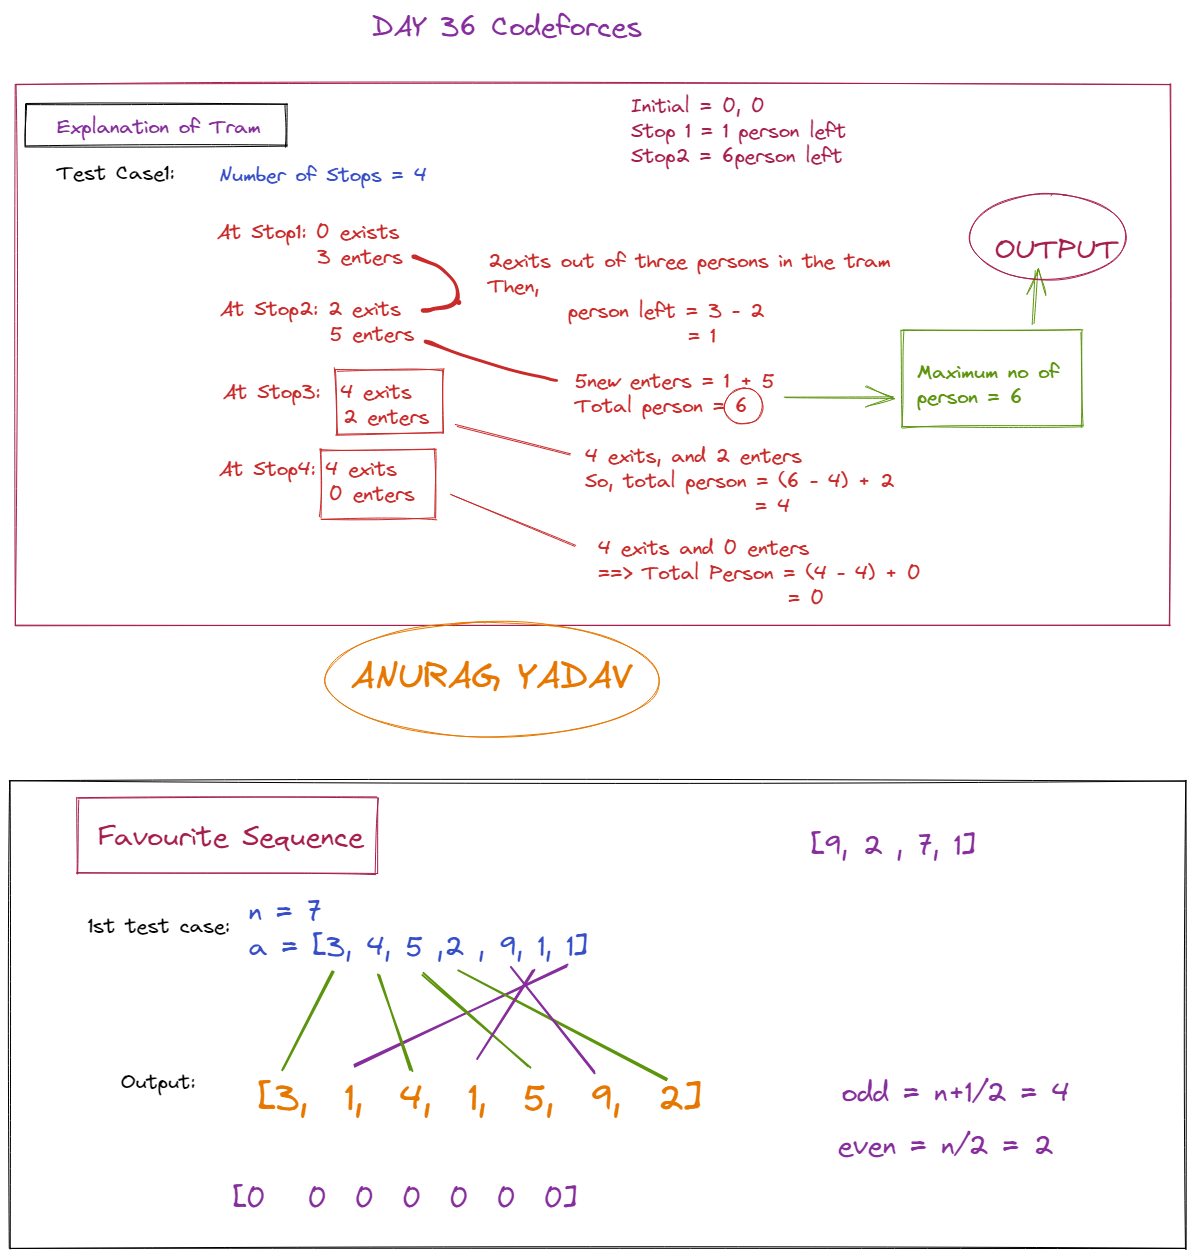 DAY 36 Codeforces
Explanation of Tram
Initial = 0, 0
Stop 1 = 1 person left
Stop2 = 6person left
Test Case1:
Number of Stops = 4
At Stop1: 0 exists
3 enters
OUTPUT
2exits out of three persons in the tram
Then,
At Stop2: 2 exits
5 enters
person left = 3 - 2
= 1
Maximum no of
person = 6
At Stop3: 4 exits
2 enters
5new enters = 1 + 5
Total person = 6
At Stop4: 4 exits
0 enters
4 exits, and 2 enters
So, total person = (6 - 4) + 2
= 4
4 exits and 0 enters
==> Total Person = (4 - 4) + 0
= 0
ANURAG YADAV
Favourite Sequence
[9, 2 , 7, 1]
1st test case:
n = 7
a = [3, 4, 5 ,2 , 9, 1, 1]
Output:
[3, 1, 4, 1, 5, 9, 2]
odd = n+1/2 = 4
even = n/2 = 2
[0 0 0 0 0 0 0]